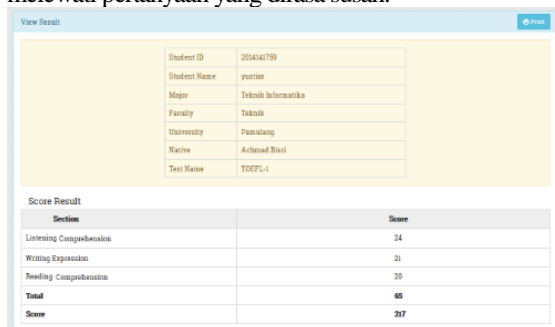 melewati pertanyaan yang dirasa susah.
View Result
Print
Student ID 2014141759
Student Name yustiar
Major Teknik Informatika
Faculty Teknik
University Pamulang
Native Achmad Bisri
Test Name TOEFL-1
Score Result
Section Score
Listening Comprehension 24
Writing Expression 21
Reading Comprehension 20
Total 65
Score 217